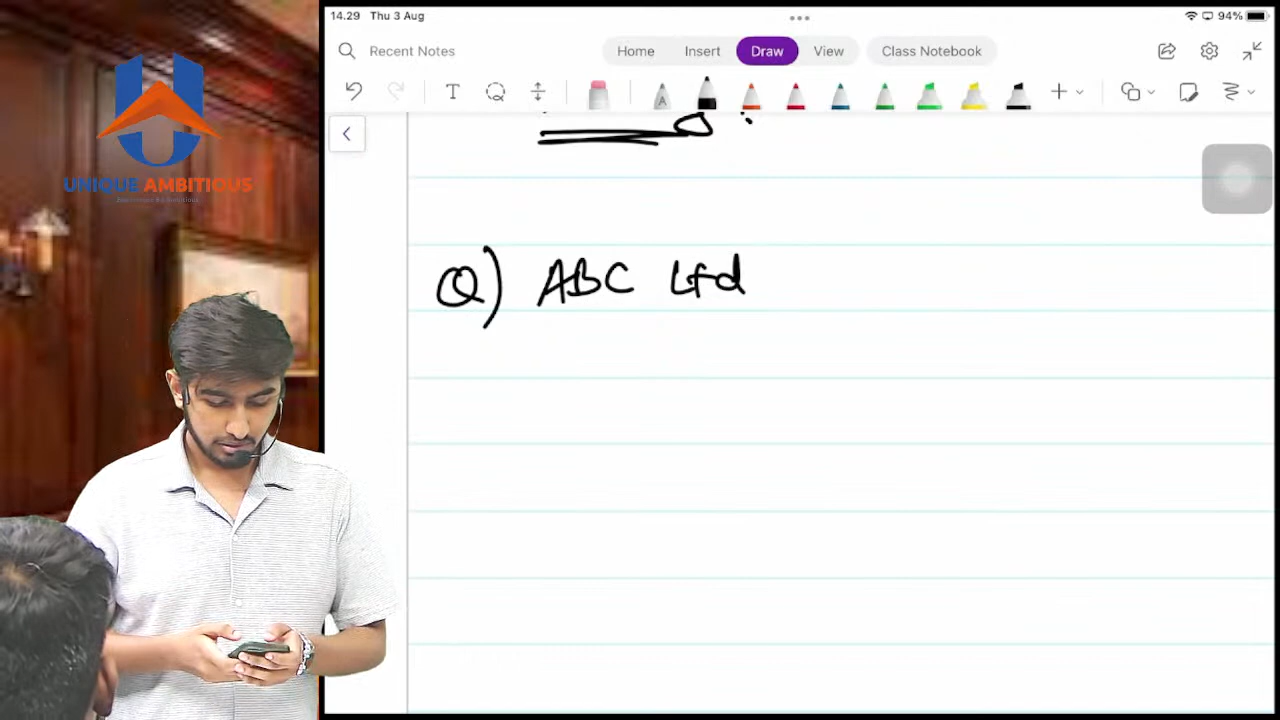 14.29 Thu 3 Aug
94%
Recent Notes
Home Insert Draw View Class Notebook
T
A
UNIQUE AMBITIOUS
Q) ABC Ltd